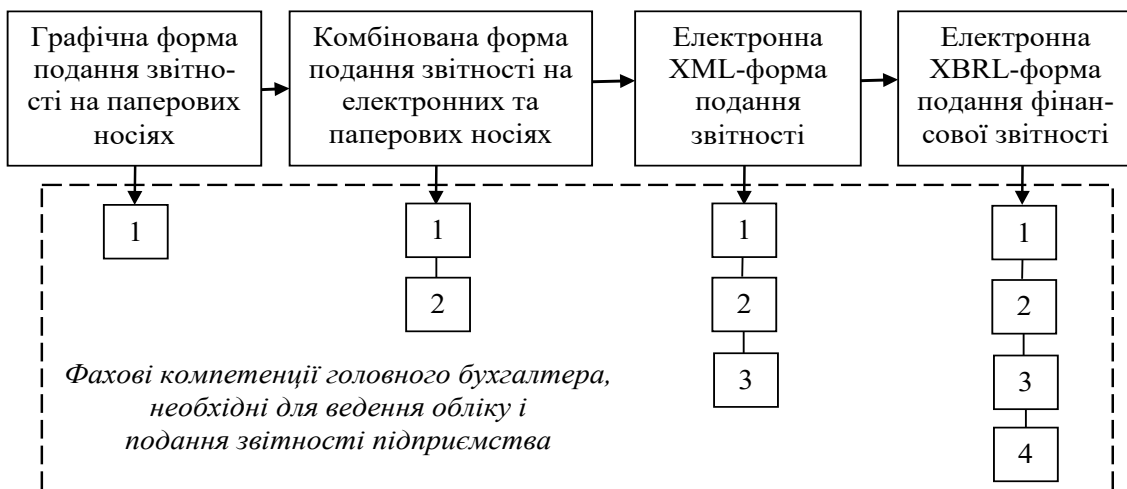 Графічна форма
подання звітно-
сті на паперових
носіях
Комбінована форма
подання звітності на
електронних та
паперових носіях
Електронна
XML-форма
подання
звітності
Електронна
XBRL-форма
подання фінан-
сової звітності
1
1
2
1
2
3
1
2
3
4
Фахові компетенції головного бухгалтера,
необхідні для ведення обліку і
подання звітності підприємства